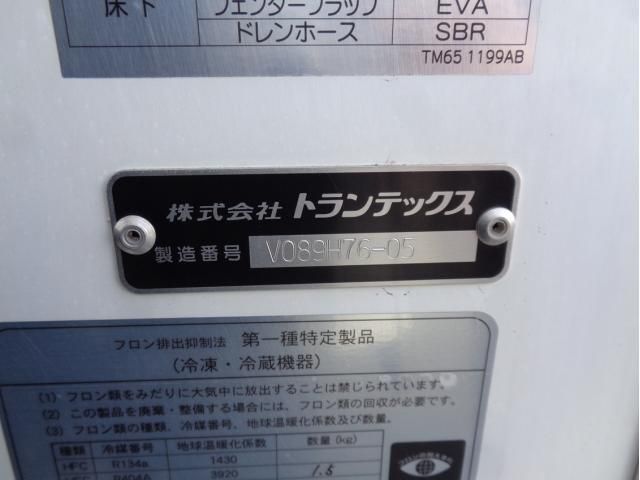 床下 フェンダーフラップ EVA
ドレンホース SBR
TM65 1199AB
株式会社 トランテックス
製造番号 V089H76-05
フロン排出抑制法 第一種特定製品
(冷凍・冷蔵機器)
(1) フロン類をみだりに大気中に放出することは禁じられています。
(2) この製品を廃棄・整備する場合には、フロン類の回収が必要です。
(3) フロン類の種類、冷媒番号、地球温暖化係数及び数量。
種類 冷媒番号 地球温暖化係数 数量 (kg)
HFC R134a 1430
HFC R404A 3920 1.5